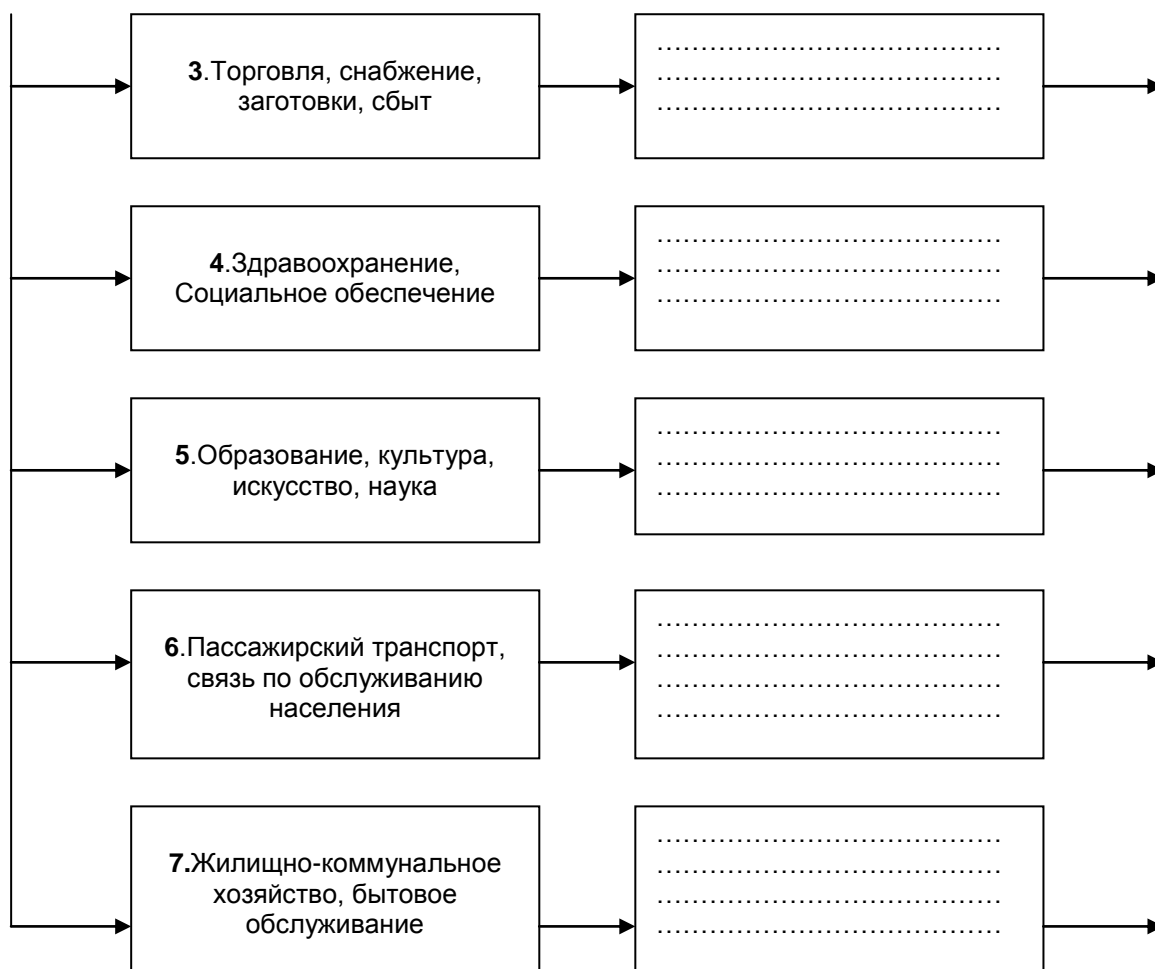 3.Торговля, снабжение,
заготовки, сбыт
…………………………………
…………………………………
…………………………………
4.Здравоохранение,
Социальное обеспечение
…………………………………
…………………………………
…………………………………
5.Образование, культура,
искусство, наука
…………………………………
…………………………………
…………………………………
6.Пассажирский транспорт,
связь по обслуживанию
населения
…………………………………
…………………………………
…………………………………
…………………………………
7.Жилищно-коммунальное
хозяйство, бытовое
обслуживание
…………………………………
…………………………………
…………………………………
…………………………………